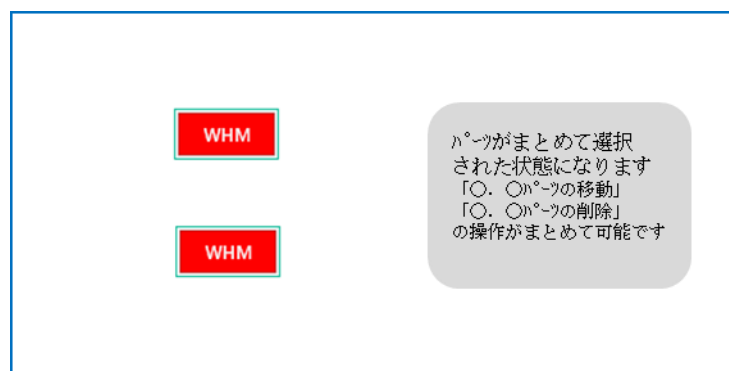 WHM
WHM
ﾊﾟｰﾂがまとめて選択
された状態になります
「○．○ﾊﾟｰﾂの移動」
「○．○ﾊﾟｰﾂの削除」
の操作がまとめて可能です